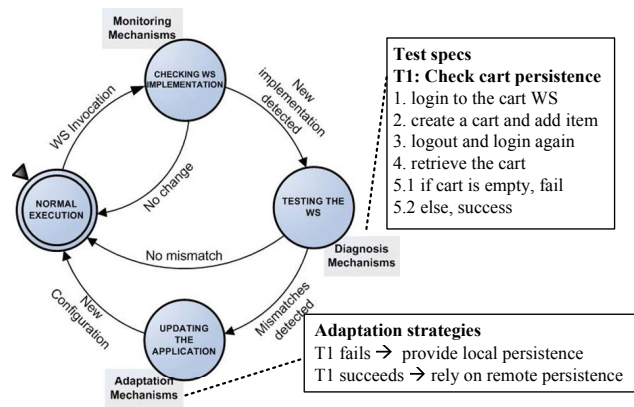 Monitoring
Mechanisms
CHECKING WS
IMPLEMENTATION
WS Invocation
New
implementation
detected
No change
NORMAL
EXECUTION
TESTING THE
WS
No mismatch
Diagnosis
Mechanisms
Mismatches
detected
New
Configuration
UPDATING
THE
APPLICATION
Adaptation
Mechanisms
Test specs
T1: Check cart persistence
1. login to the cart WS
2. create a cart and add item
3. logout and login again
4. retrieve the cart
5.1 if cart is empty, fail
5.2 else, success
Adaptation strategies
T1 fails → provide local persistence
T1 succeeds → rely on remote persistence